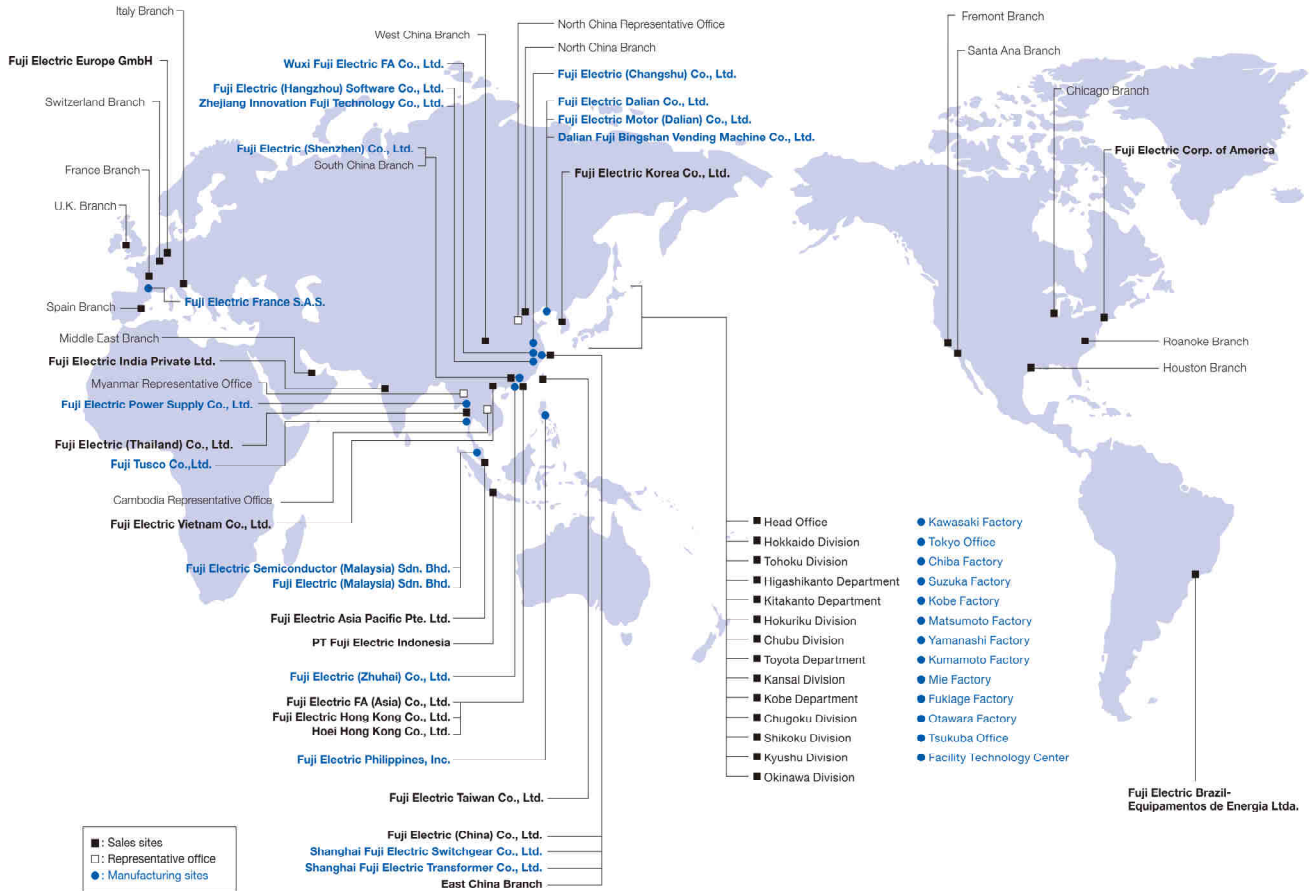 Italy Branch
Fuji Electric Europe GmbH
Switzerland Branch
France Branch
U.K. Branch
Spain Branch
Fuji Electric France S.A.S.
Middle East Branch
Fuji Electric India Private Ltd.
Myanmar Representative Office
Fuji Electric Power Supply Co., Ltd.
Fuji Electric (Thailand) Co., Ltd.
Fuji Tusco Co.,Ltd.
Cambodia Representative Office
Fuji Electric Vietnam Co., Ltd.
West China Branch
Wuxi Fuji Electric FA Co., Ltd.
Fuji Electric (Hangzhou) Software Co., Ltd.
Zhejiang Innovation Fuji Technology Co., Ltd.
Fuji Electric (Shenzhen) Co., Ltd.
South China Branch
North China Representative Office
North China Branch
Fuji Electric (Changshu) Co., Ltd.
Fuji Electric Dalian Co., Ltd.
Fuji Electric Motor (Dalian) Co., Ltd.
Dalian Fuji Bingshan Vending Machine Co., Ltd.
Fuji Electric Korea Co., Ltd.
Fremont Branch
Santa Ana Branch
Chicago Branch
Fuji Electric Corp. of America
Roanoke Branch
Houston Branch
Fuji Electric Semiconductor (Malaysia) Sdn. Bhd.
Fuji Electric (Malaysia) Sdn. Bhd.
Fuji Electric Asia Pacific Pte. Ltd.
PT Fuji Electric Indonesia
Fuji Electric (Zhuhai) Co., Ltd.
Fuji Electric FA (Asia) Co., Ltd.
Fuji Electric Hong Kong Co., Ltd.
Hoei Hong Kong Co., Ltd.
Fuji Electric Philippines, Inc.
Fuji Electric Taiwan Co., Ltd.
Fuji Electric (China) Co., Ltd.
Shanghai Fuji Electric Switchgear Co., Ltd.
Shanghai Fuji Electric Transformer Co., Ltd.
East China Branch
Head Office
Hokkaido Division
Tohoku Division
Higashikanto Department
Kitakanto Department
Hokuriku Division
Chubu Division
Toyota Department
Kansai Division
Kobe Department
Chugoku Division
Shikoku Division
Kyushu Division
Okinawa Division
Kawasaki Factory
Tokyo Office
Chiba Factory
Suzuka Factory
Kobe Factory
Matsumoto Factory
Yamanashi Factory
Kumamoto Factory
Mie Factory
Fukiage Factory
Otawara Factory
Tsukuba Office
Facility Technology Center
Fuji Electric Brazil-
Equipamentos de Energia Ltda.
■: Sales sites
□: Representative office
●: Manufacturing sites